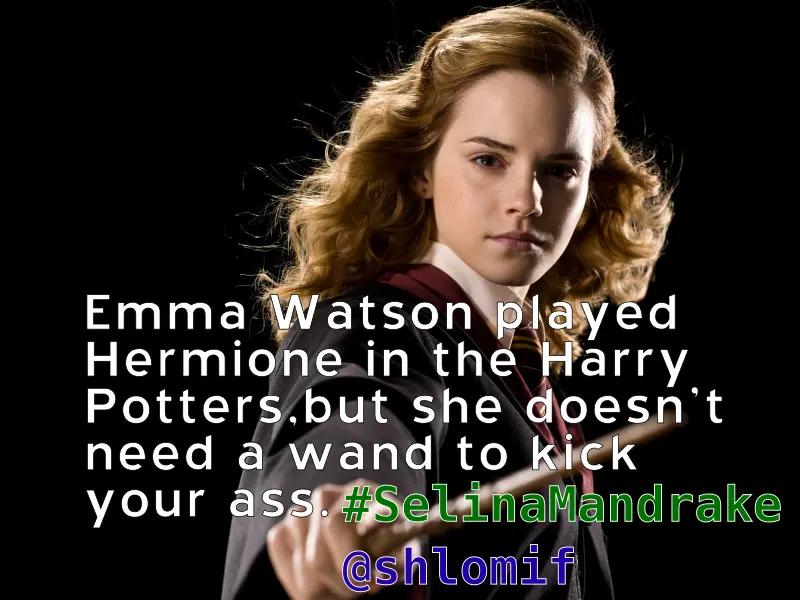 Emma Watson played
Hermione in the Harry
Potters,but she doesn't
need a wand to kick
your ass. #SelinaMandrake
@shlomif